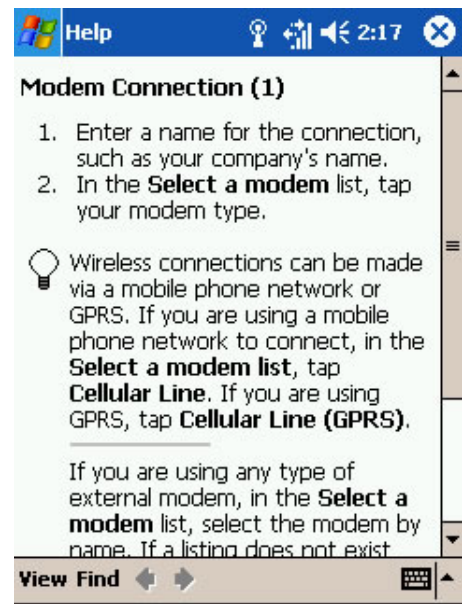 Help 2:17
Modem Connection (1)
1. Enter a name for the connection,
such as your company's name.
2. In the Select a modem list, tap
your modem type.
Wireless connections can be made
via a mobile phone network or
GPRS. If you are using a mobile
phone network to connect, in the
Select a modem list, tap
Cellular Line. If you are using
GPRS, tap Cellular Line (GPRS).
If you are using any type of
external modem, in the Select a
modem list, select the modem by
name. If a listing does not exist
View Find